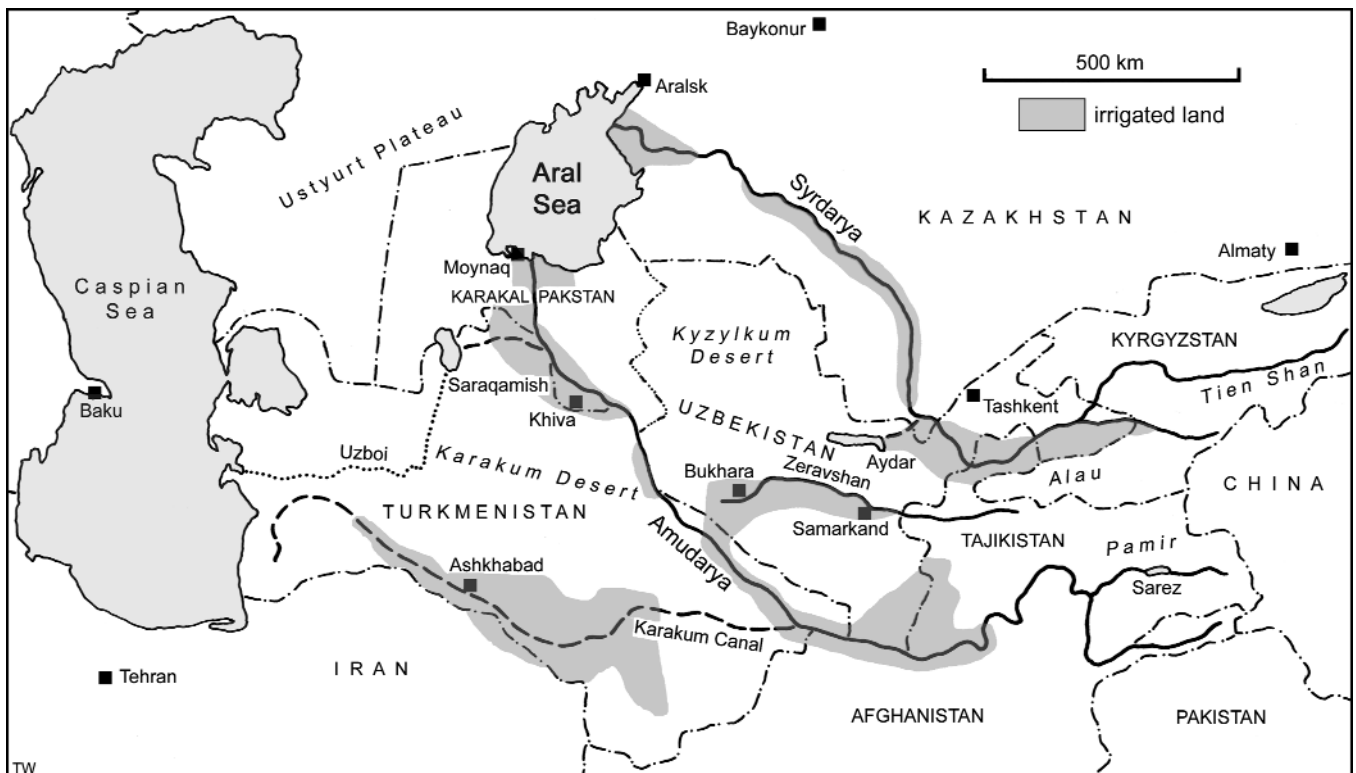 Baykonur
500 km
irrigated land
Aralsk
Ustyurt Plateau
Aral
Sea
Syrdarya
KAZAKHSTAN
Almaty
Caspian
Sea
Moynaq
KARAKALPAKSTAN
Kyzylkum
Desert
KYRGYZSTAN
Tien Shan
Baku
Saraqamish
Khiva
Tashkent
UZBEKISTAN
Aydar
Alau
CHINA
Uzboi
Karakum Desert
Bukhara
Zeravshan
Samarkand
TURKMENISTAN
Amudarya
TAJIKISTAN
Pamir
Sarez
Ashkhabad
Karakum Canal
Tehran
IRAN
AFGHANISTAN
PAKISTAN
TW